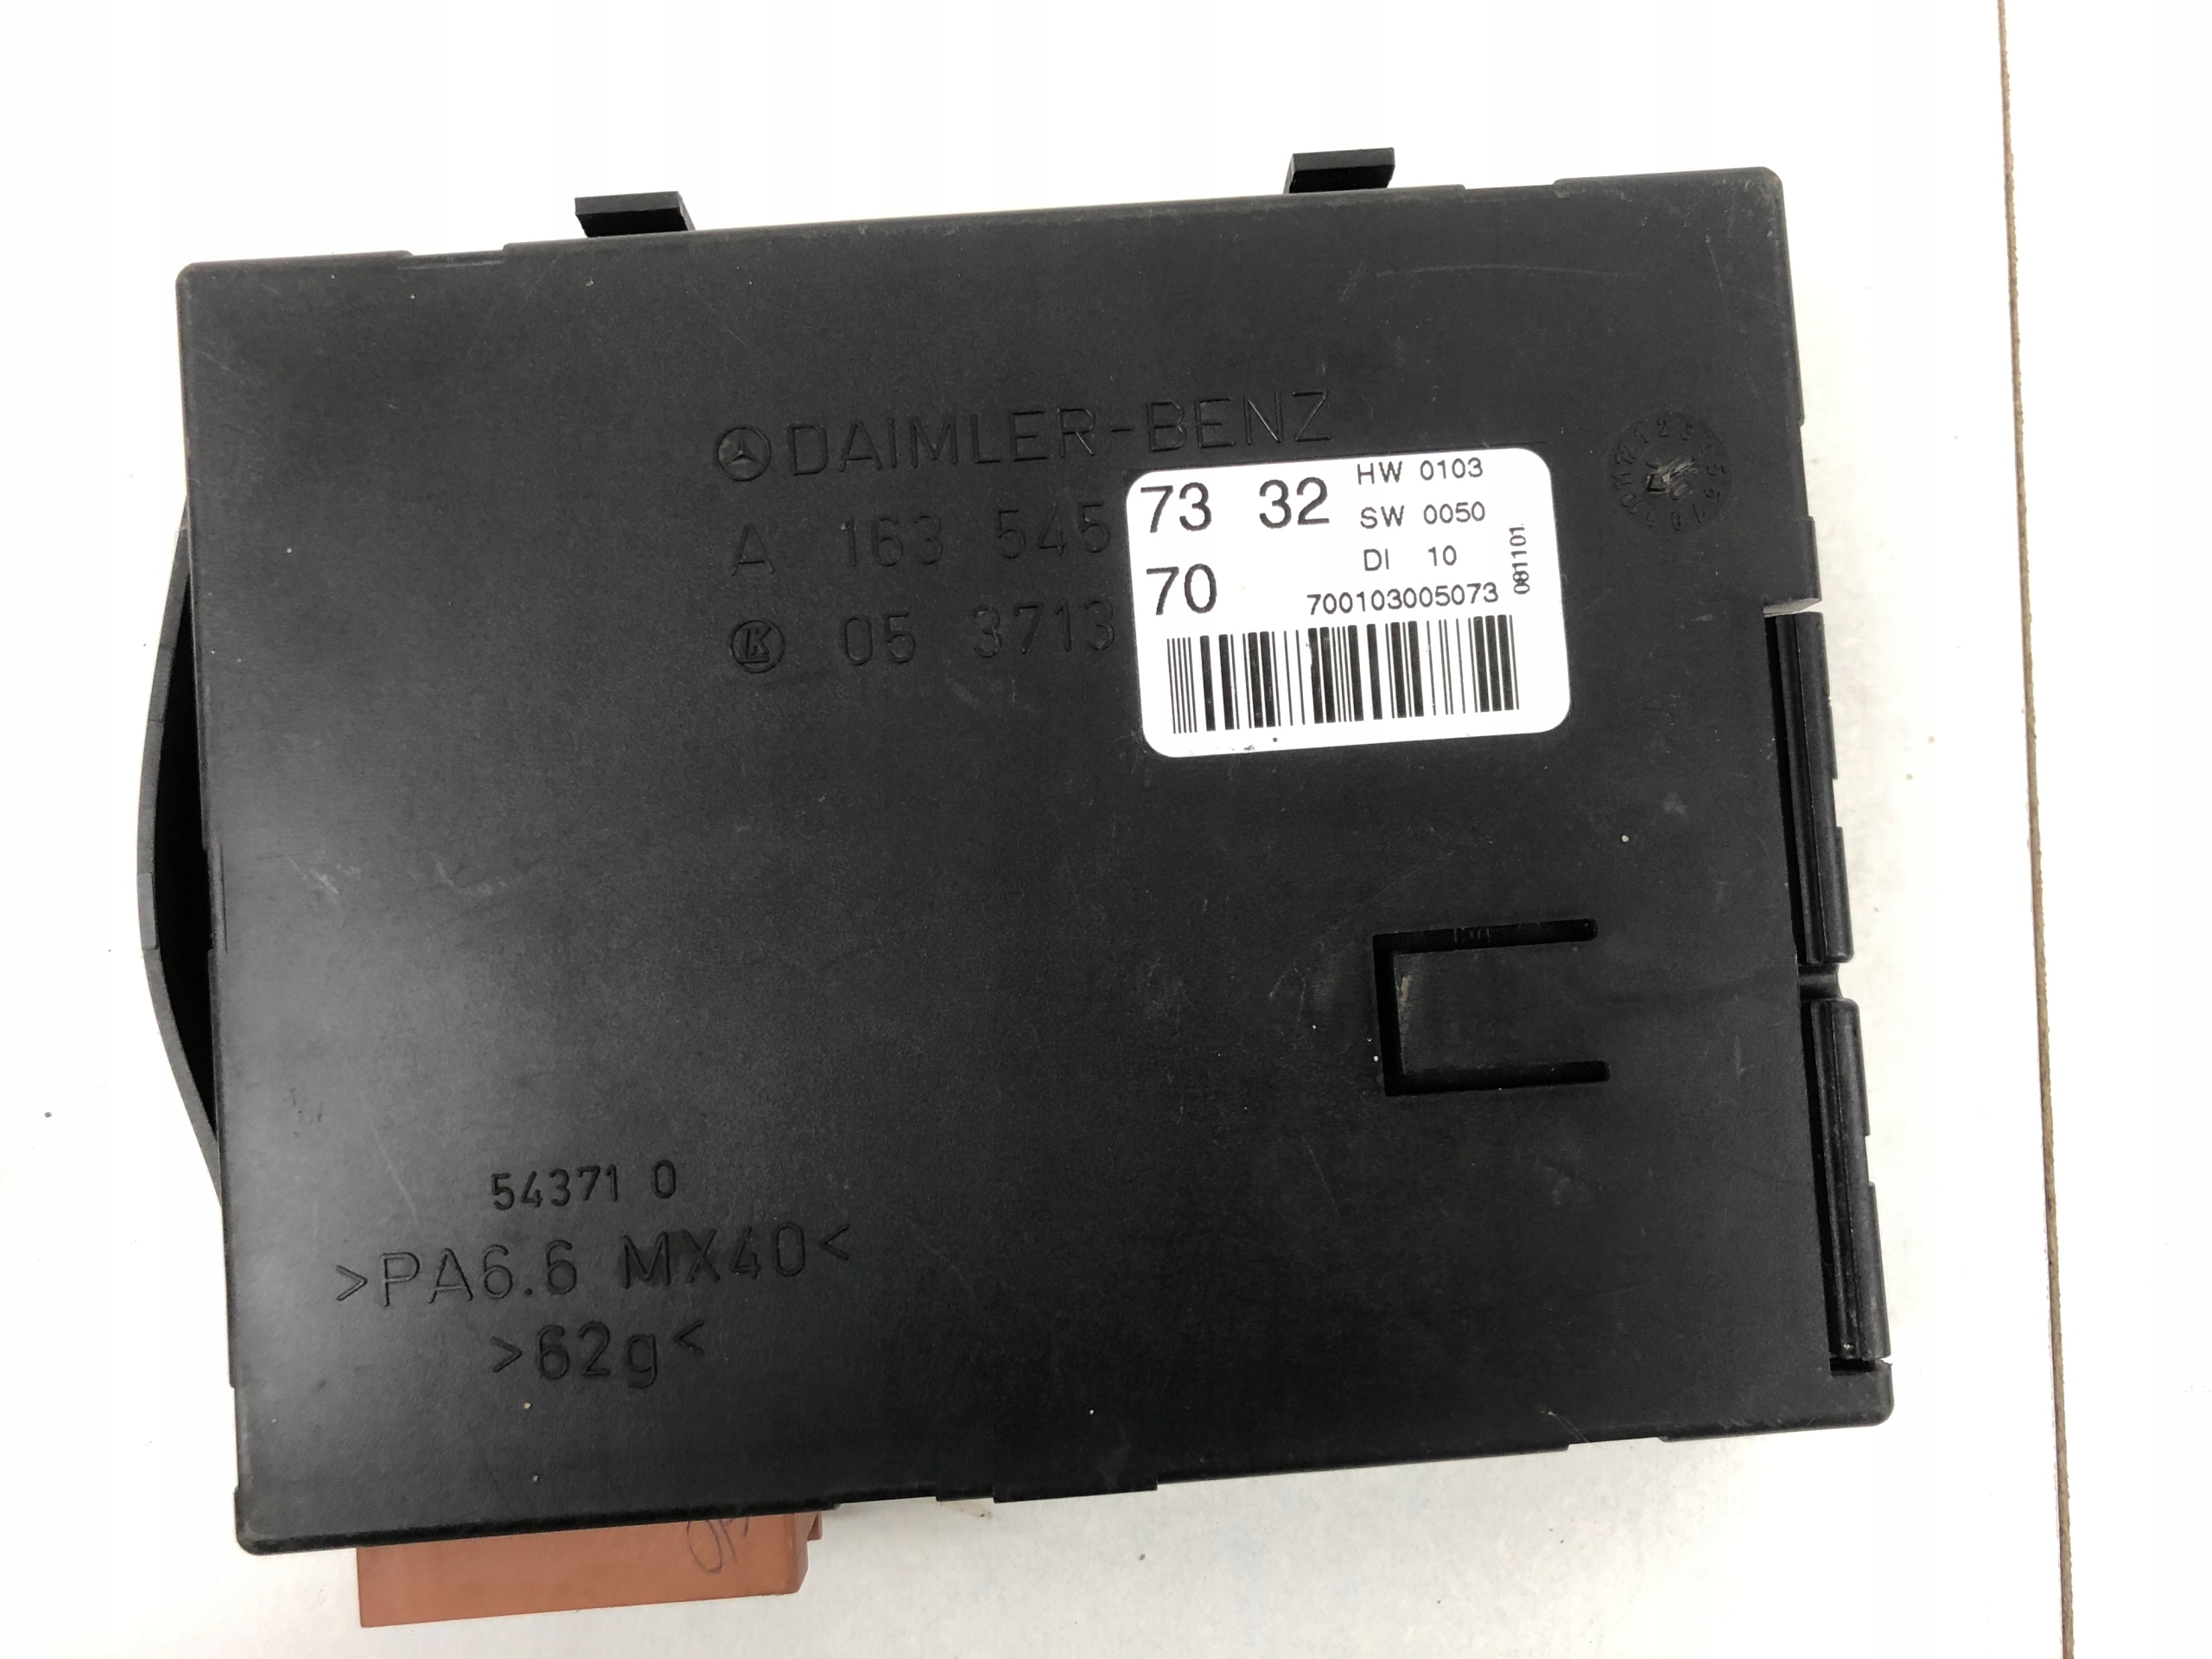 DAIMLER-BENZ
A 163 545 73 32
LK 05 3713 70
HW 0103
SW 0050
DI 10
700103005073
081101
54371 0
>PA6.6 MX40<
>62g<